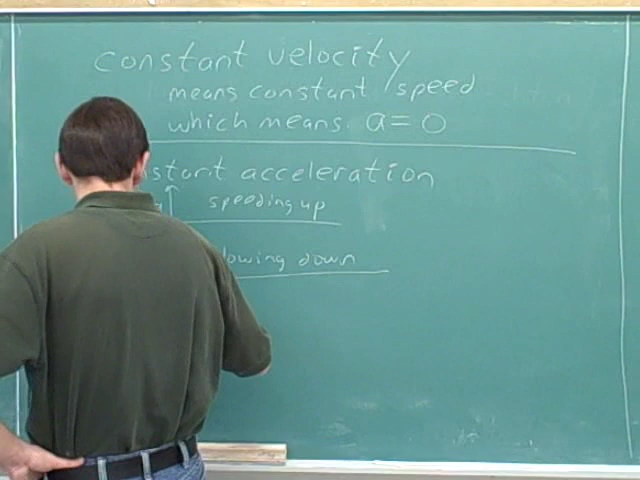 constant velocity
means constant speed
which means a = 0
stant acceleration
↑ speeding up
lowing down